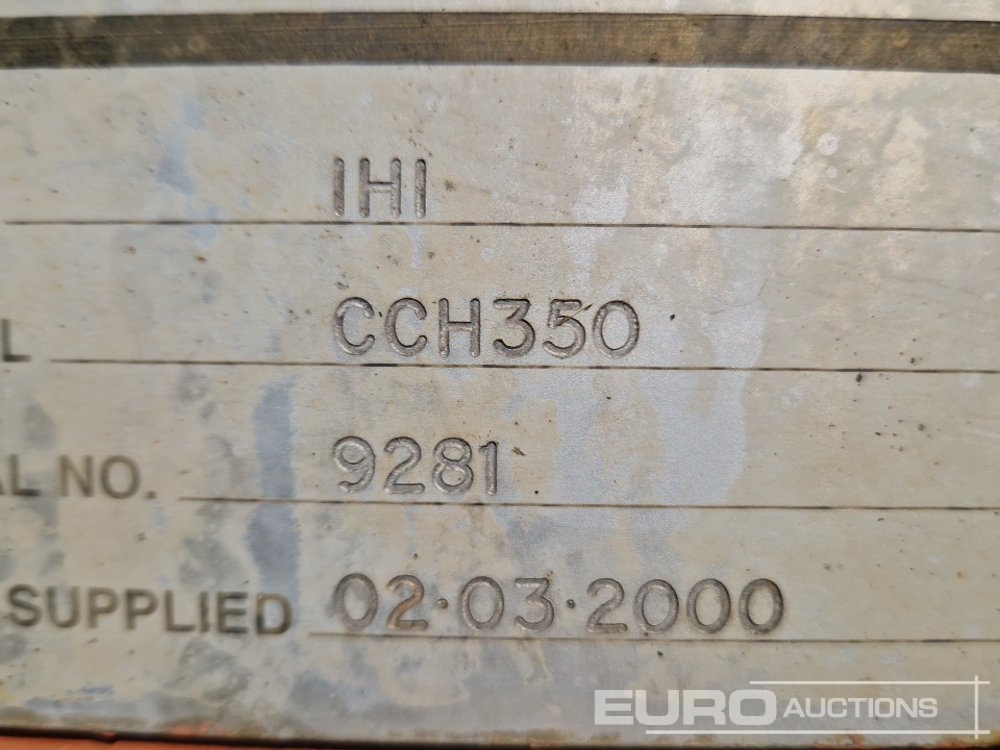 IHI
L CCH350
AL NO. 9281
SUPPLIED 02·03·2000
EURO AUCTIONS